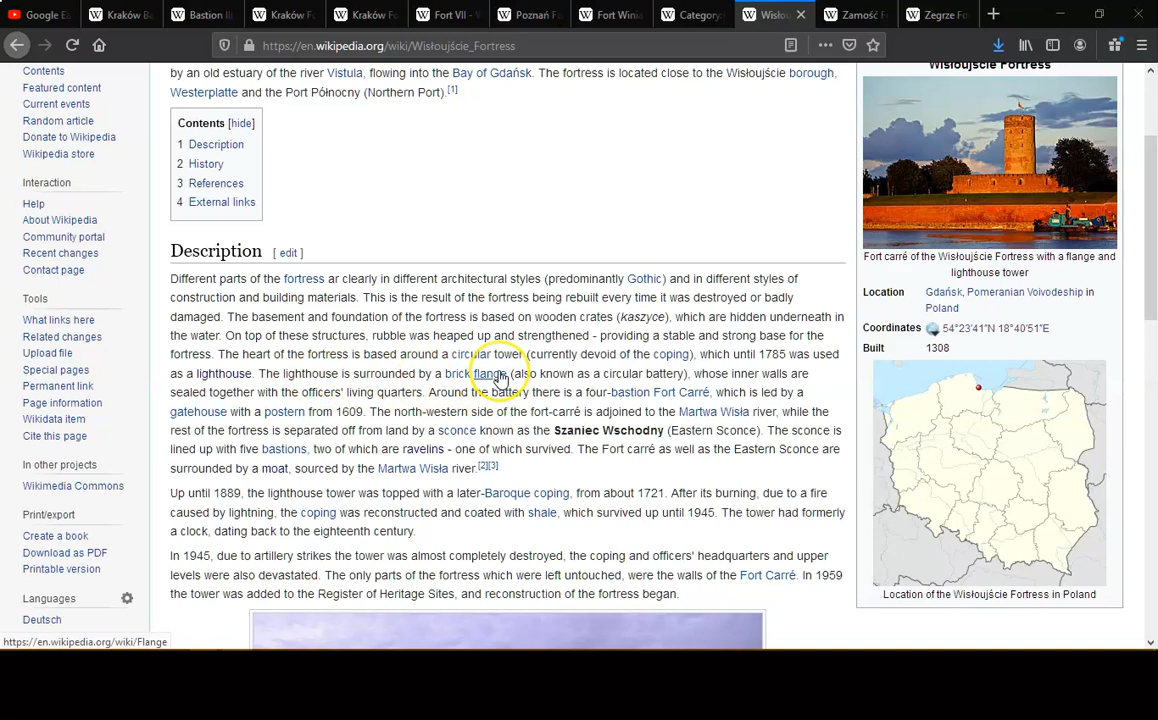 Google Ea
Kraków Ba
Bastion II
Kraków F
Kraków Fo
Fort VII - W
Poznań Fo
Fort Winia
Category:
Wisłouj
Zamość F
Zegrze Fo
https://en.wikipedia.org/wiki/Wisłoujście_Fortress
Contents
Featured content
Current events
Random article
Donate to Wikipedia
Wikipedia store
Interaction
Help
About Wikipedia
Community portal
Recent changes
Contact page
Tools
What links here
Related changes
Upload file
Special pages
Permanent link
Page information
Wikidata item
Cite this page
In other projects
Wikimedia Commons
Print/export
Create a book
Download as PDF
Printable version
Languages
Deutsch
https://en.wikipedia.org/wiki/Flange
by an old estuary of the river Vistula, flowing into the Bay of Gdańsk. The fortress is located close to the Wisłoujście borough,
Westerplatte and the Port Północny (Northern Port).[1]
Contents [hide]
1 Description
2 History
3 References
4 External links
Description [ edit ]
Different parts of the fortress ar clearly in different architectural styles (predominantly Gothic) and in different styles of
construction and building materials. This is the result of the fortress being rebuilt every time it was destroyed or badly
damaged. The basement and foundation of the fortress is based on wooden crates (kaszyce), which are hidden underneath in
the water. On top of these structures, rubble was heaped up and strengthened - providing a stable and strong base for the
fortress. The heart of the fortress is based around a circular tower (currently devoid of the coping), which until 1785 was used
as a lighthouse. The lighthouse is surrounded by a brick flange (also known as a circular battery), whose inner walls are
sealed together with the officers' living quarters. Around the battery there is a four-bastion Fort Carré, which is led by a
gatehouse with a postern from 1609. The north-western side of the fort-carré is adjoined to the Martwa Wisła river, while the
rest of the fortress is separated off from land by a sconce known as the Szaniec Wschodny (Eastern Sconce). The sconce is
lined up with five bastions, two of which are ravelins - one of which survived. The Fort carré as well as the Eastern Sconce are
surrounded by a moat, sourced by the Martwa Wisła river.[2][3]
Up until 1889, the lighthouse tower was topped with a later-Baroque coping, from about 1721. After its burning, due to a fire
caused by lightning, the coping was reconstructed and coated with shale, which survived up until 1945. The tower had formerly
a clock, dating back to the eighteenth century.
In 1945, due to artillery strikes the tower was almost completely destroyed, the coping and officers' headquarters and upper
levels were also devastated. The only parts of the fortress which were left untouched, were the walls of the Fort Carré. In 1959
the tower was added to the Register of Heritage Sites, and reconstruction of the fortress began.
Wisłoujście Fortress
Fort carré of the Wisłoujście Fortress with a flange and
lighthouse tower
Location Gdańsk, Pomeranian Voivodeship in
Poland
Coordinates 54°23′41″N 18°40′51″E
Built 1308
Location of the Wisłoujście Fortress in Poland